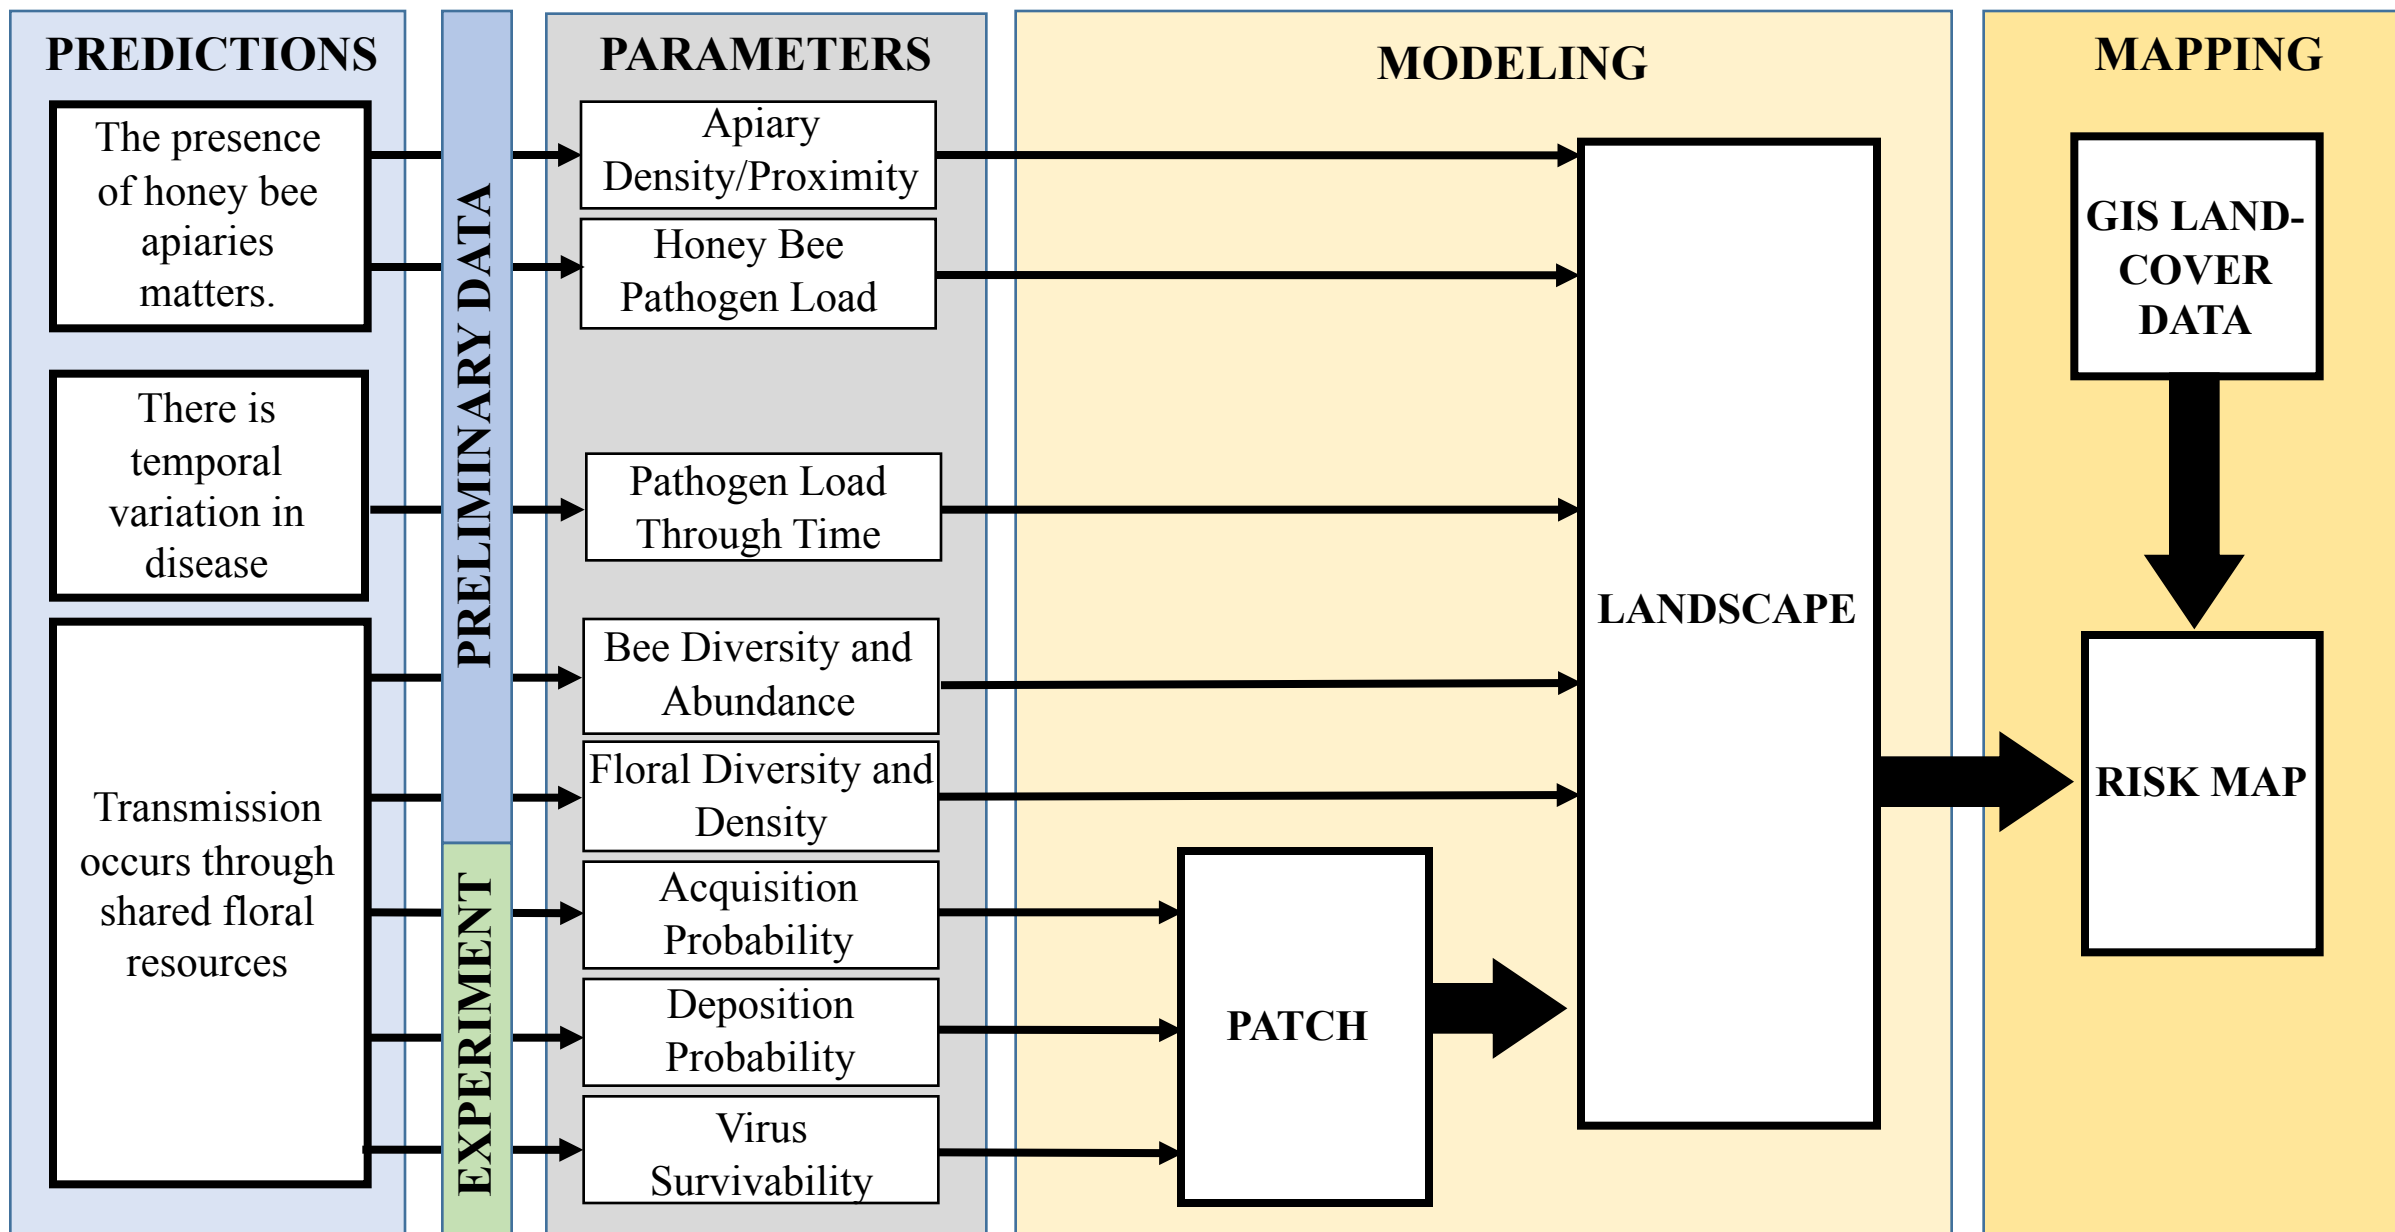 PREDICTIONS
The presence
of honey bee
apiaries
matters.
There is
temporal
variation in
disease
Transmission
occurs through
shared floral
resources
PRELIMINARY DATA
EXPERIMENT
PARAMETERS
Apiary
Density/Proximity
Honey Bee
Pathogen Load
Pathogen Load
Through Time
Bee Diversity and
Abundance
Floral Diversity and
Density
Acquisition
Probability
Deposition
Probability
Virus
Survivability
MODELING
PATCH
LANDSCAPE
MAPPING
GIS LAND-
COVER
DATA
RISK MAP